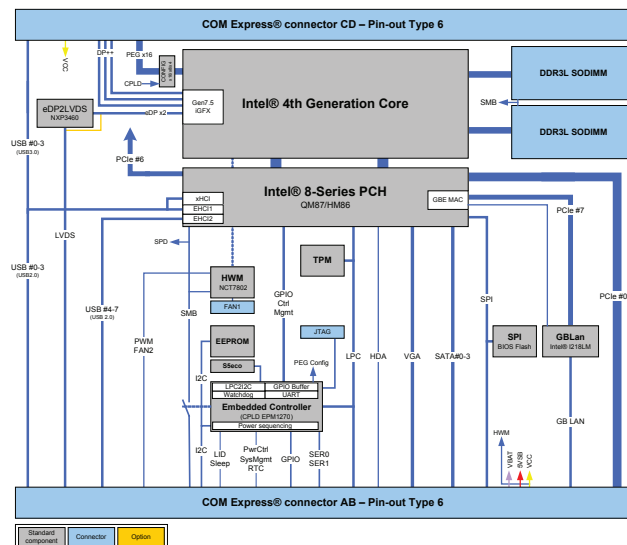 COM Express® connector CD – Pin-out Type 6
VCC
DP++
PEG x16
CPLD
CONFIG
eDP2LVDS
NXP3460
Gen7.5
iGFX
eDP x2
Intel® 4th Generation Core
DDR3L SODIMM
SMB
DDR3L SODIMM
USB #0-3
(USB3.0)
PCIe #6
Intel® 8-Series PCH
QM87/HM86
xHCI
EHCI1
EHCI2
GBE MAC
PCIe #7
LVDS
SPD
TPM
HWM
NCT7802
FAN1
USB #0-3
(USB2.0)
USB #4-7
(USB 2.0)
SMB
GPIO
Ctrl
Mgmt
SPI
PCIe #0
PWM
FAN2
EEPROM
JTAG
LPC
HDA
VGA
SATA#0-3
SPI
BIOS Flash
GBLan
Intel® I218LM
S5eco
PEG Config
I2C
LPC2I2C
GPIO Buffer
Watchdog
UART
Embedded Controller
(CPLD EPM1270)
Power sequencing
I2C
LID
Sleep
PwrCtrl
SysMgmt
RTC
GPIO
SER0
SER1
HWM
VBAT
5VSB
VCC
GB LAN
COM Express® connector AB – Pin-out Type 6
Standard
component
Connector
Option